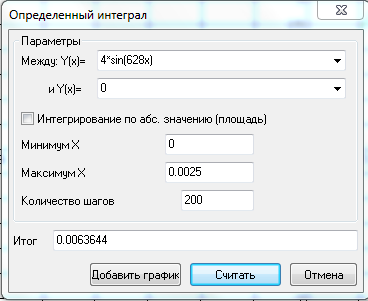 Определенный интеграл
Параметры
Между: Y(x)= 4*sin(628x)
и Y(x)= 0
Интегрирование по абс. значению (площадь)
Минимум X 0
Максимум X 0.0025
Количество шагов 200
Итог 0.0063644
Добавить график Считать Отмена